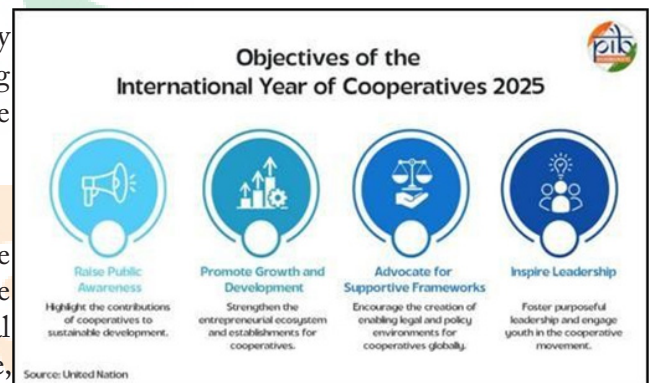 y
g
e
e
e
l
e,
pib
Objectives of the
International Year of Cooperatives 2025
Raise Public
Awareness
Highlight the contributions
of cooperatives to
sustainable development.
Promote Growth and
Development
Strengthen the
entrepreneurial ecosystem
and establishments for
cooperatives.
Advocate for
Supportive Frameworks
Encourage the creation of
enabling legal and policy
environments for
cooperatives globally.
Inspire Leadership
Foster purposeful
leadership and engage
youth in the cooperative
movement.
Source: United Nation